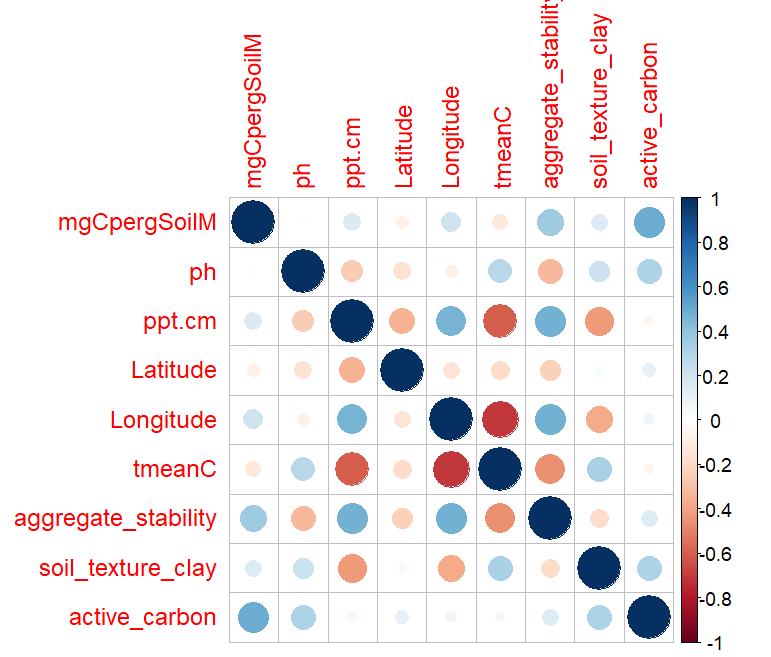 mgCpergSoilM
ph
ppt.cm
Latitude
Longitude
tmeanC
aggregate_stability
soil_texture_clay
active_carbon
mgCpergSoilM
ph
ppt.cm
Latitude
Longitude
tmeanC
aggregate_stability
soil_texture_clay
active_carbon
1
0.8
0.6
0.4
0.2
0
-0.2
-0.4
-0.6
-0.8
-1